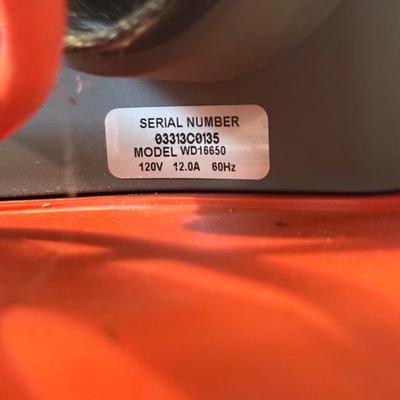 SERIAL NUMBER
03313C0135
MODEL WD16650
120V 12.0A 60Hz